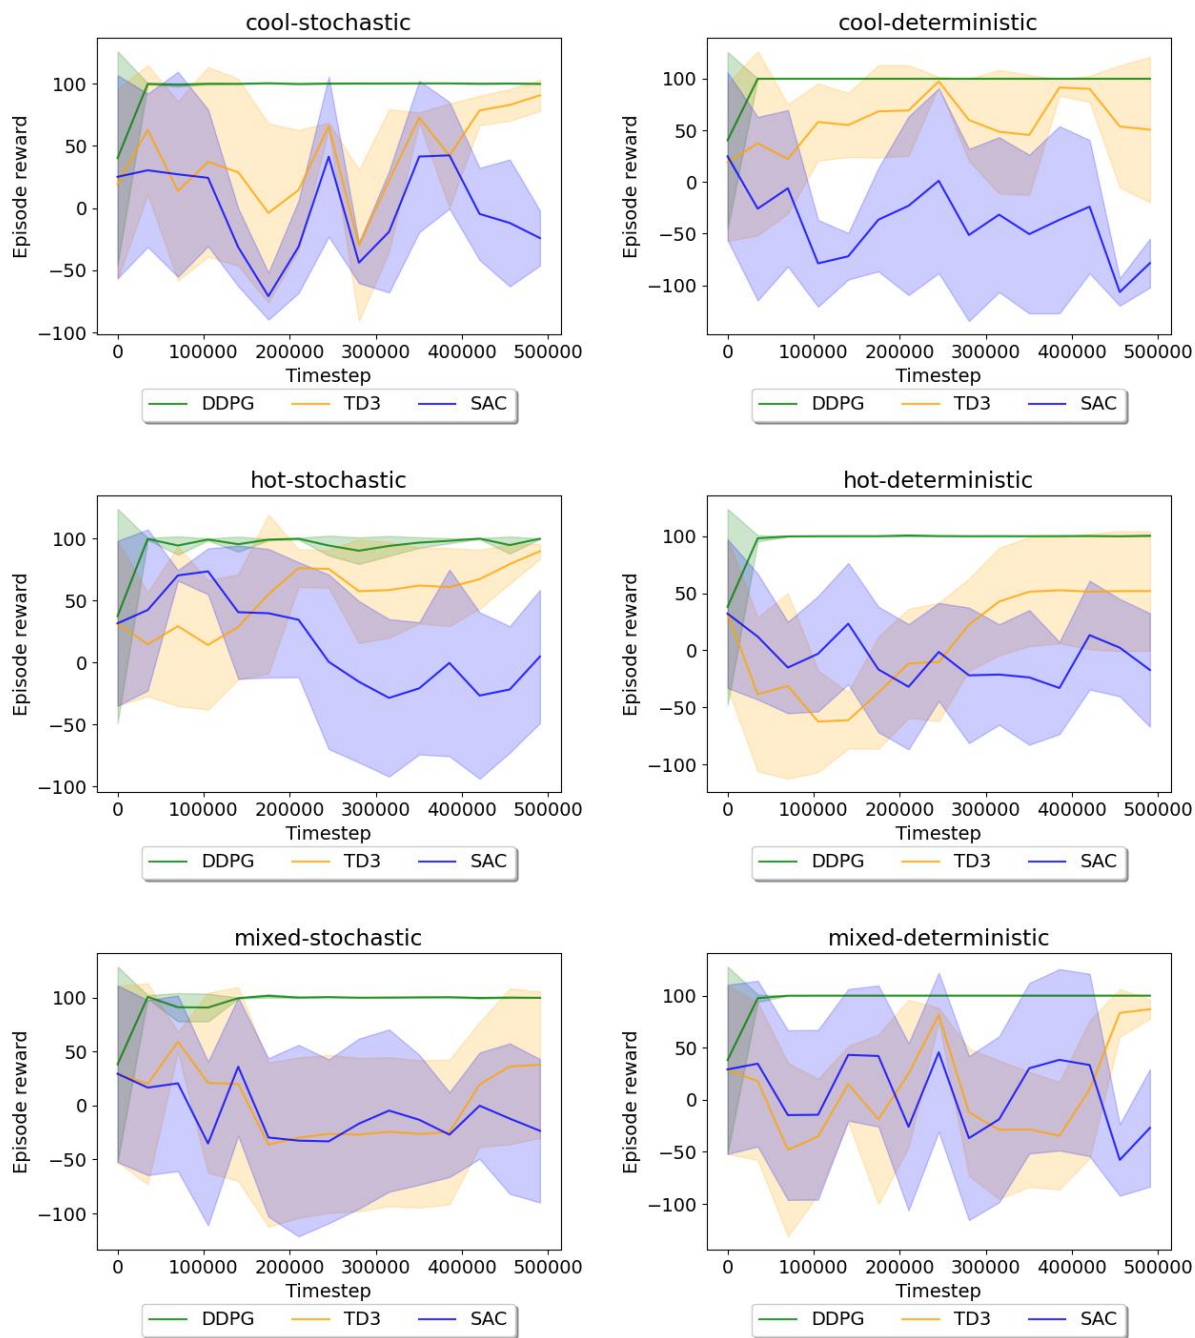 cool-stochastic
cool-deterministic
Episode reward
100
50
0
−50
−100
0 100000 200000 300000 400000 500000
Timestep
DDPG TD3 SAC
Episode reward
100
50
0
−50
−100
0 100000 200000 300000 400000 500000
Timestep
DDPG TD3 SAC
hot-stochastic
hot-deterministic
Episode reward
100
50
0
−50
−100
0 100000 200000 300000 400000 500000
Timestep
DDPG TD3 SAC
Episode reward
100
50
0
−50
−100
0 100000 200000 300000 400000 500000
Timestep
DDPG TD3 SAC
mixed-stochastic
mixed-deterministic
Episode reward
100
50
0
−50
−100
0 100000 200000 300000 400000 500000
Timestep
DDPG TD3 SAC
Episode reward
100
50
0
−50
−100
0 100000 200000 300000 400000 500000
Timestep
DDPG TD3 SAC